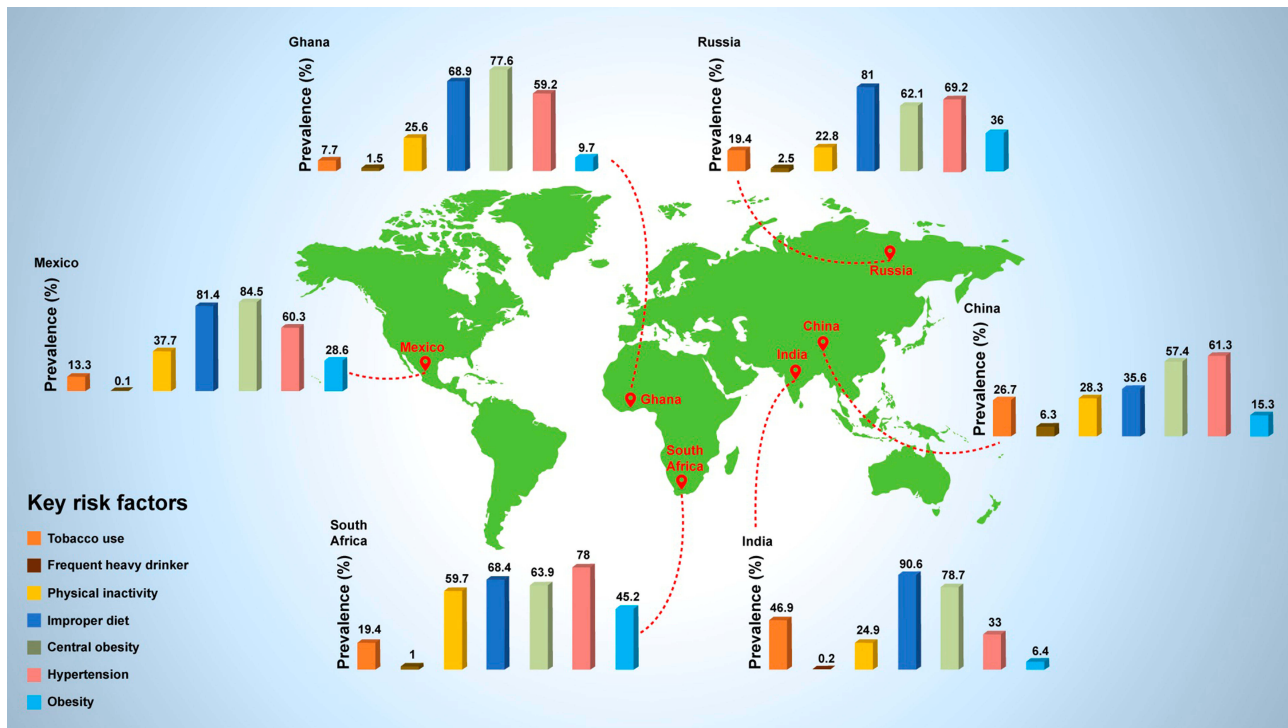 Ghana
Prevalence (%)
7.7
1.5
25.6
68.9
77.6
59.2
9.7
Russia
Prevalence (%)
19.4
2.5
22.8
81
62.1
69.2
36
Mexico
Prevalence (%)
13.3
0.1
37.7
81.4
84.5
60.3
28.6
Mexico
Ghana
South
Africa
Russia
China
India
China
Prevalence (%)
26.7
6.3
28.3
35.6
57.4
61.3
15.3
Key risk factors
Tobacco use
Frequent heavy drinker
Physical inactivity
Improper diet
Central obesity
Hypertension
Obesity
South
Africa
Prevalence (%)
19.4
1
59.7
68.4
63.9
78
45.2
India
Prevalence (%)
46.9
0.2
24.9
90.6
78.7
33
6.4